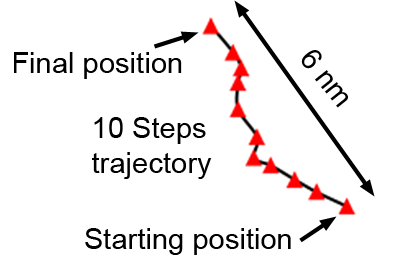 Final position
6 nm
10 Steps
trajectory
Starting position